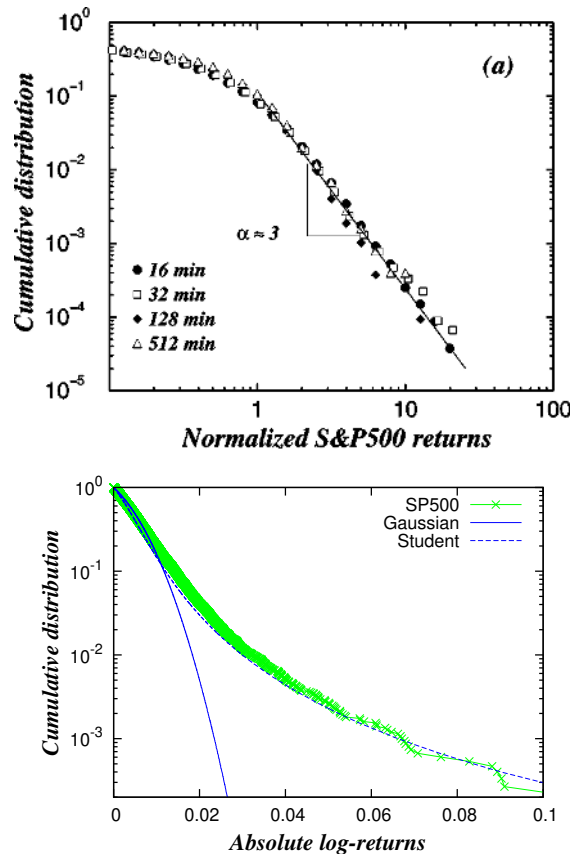 10^0
(a)
10^-1
Cumulative distribution
10^-2
10^-3
α ≈ 3
16 min
32 min
10^-4
128 min
512 min
10^-5
1
10
100
Normalized S&P500 returns
10^0
SP500
Gaussian
Student
10^-1
Cumulative distribution
10^-2
10^-3
0
0.02
0.04
0.06
0.08
0.1
Absolute log-returns